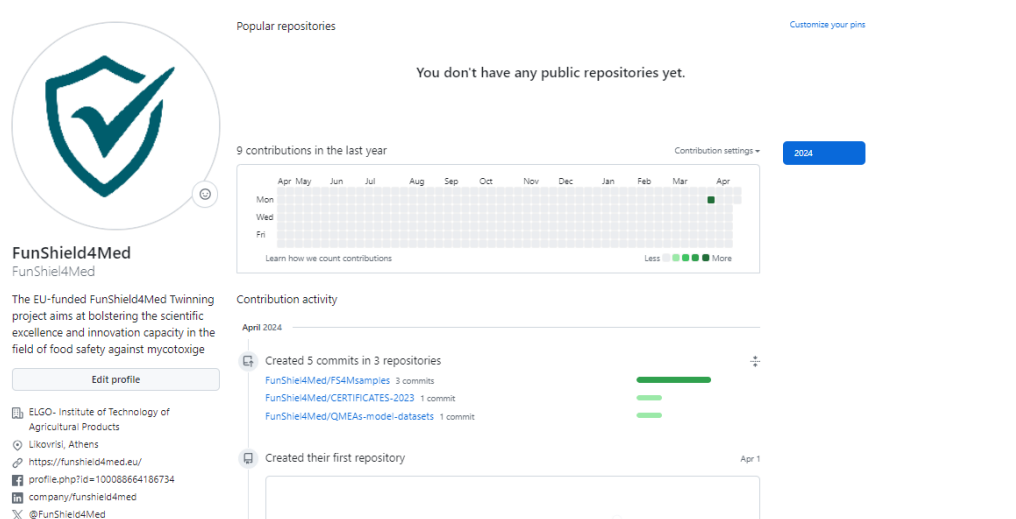 Popular repositories
Customize your pins
You don't have any public repositories yet.
9 contributions in the last year
Contribution settings
2024
Apr May Jun Jul Aug Sep Oct Nov Dec Jan Feb Mar Apr
Mon
Wed
Fri
Learn how we count contributions
Less More
FunShield4Med
FunShiel4Med
The EU-funded FunShield4Med Twinning
project aims at bolstering the scientific
excellence and innovation capacity in the
field of food safety against mycotoxige
Edit profile
ELGO- Institute of Technology of
Agricultural Products
Likovrisi, Athens
https://funshield4med.eu/
profile.php?id=100088664186734
company/funshield4med
@FunShield4Med
Contribution activity
April 2024
Created 5 commits in 3 repositories
FunShiel4Med/FS4Msamples 3 commits
FunShiel4Med/CERTIFICATES-2023 1 commit
FunShiel4Med/QMEAs-model-datasets 1 commit
Created their first repository
Apr 1